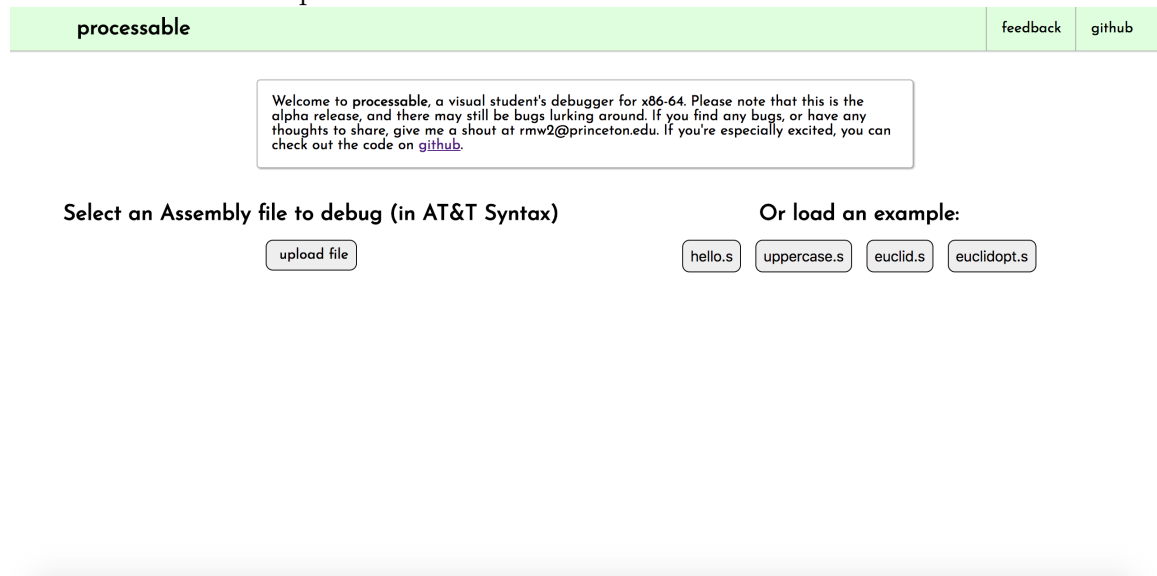 processable
feedback
github
Welcome to processable, a visual student's debugger for x86-64. Please note that this is the
alpha release, and there may still be bugs lurking around. If you find any bugs, or have any
thoughts to share, give me a shout at rmw2@princeton.edu. If you're especially excited, you can
check out the code on github.
Select an Assembly file to debug (in AT&T Syntax)
upload file
Or load an example:
hello.s
uppercase.s
euclid.s
euclidopt.s